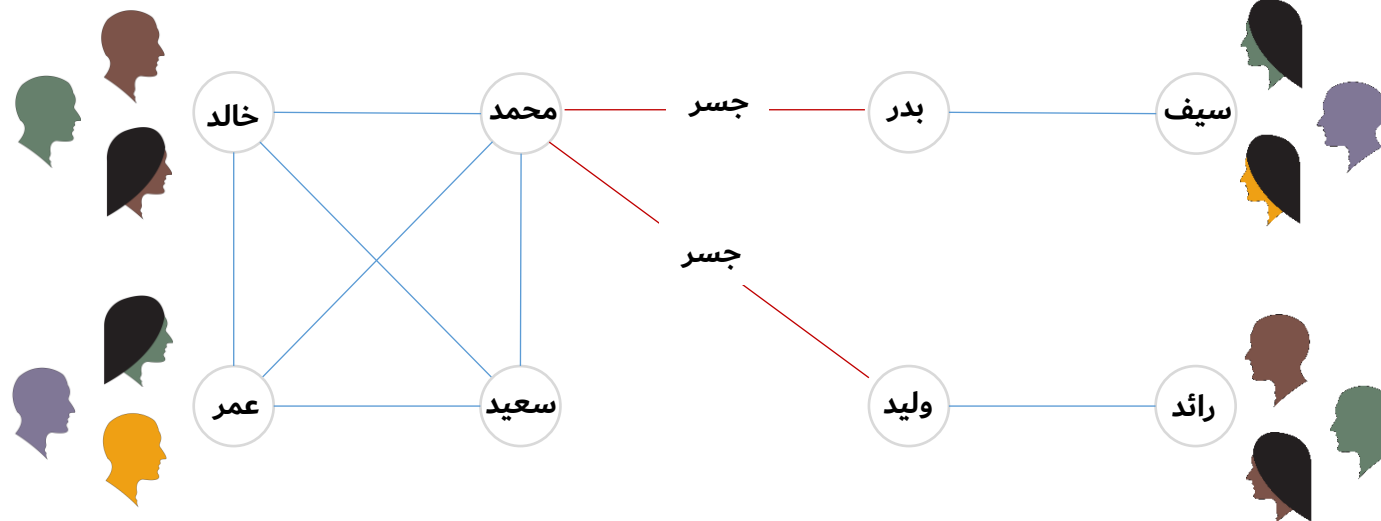 خالد
محمد
جسر
بدر
سيف
جسر
عمر
سعيد
وليد
رائد